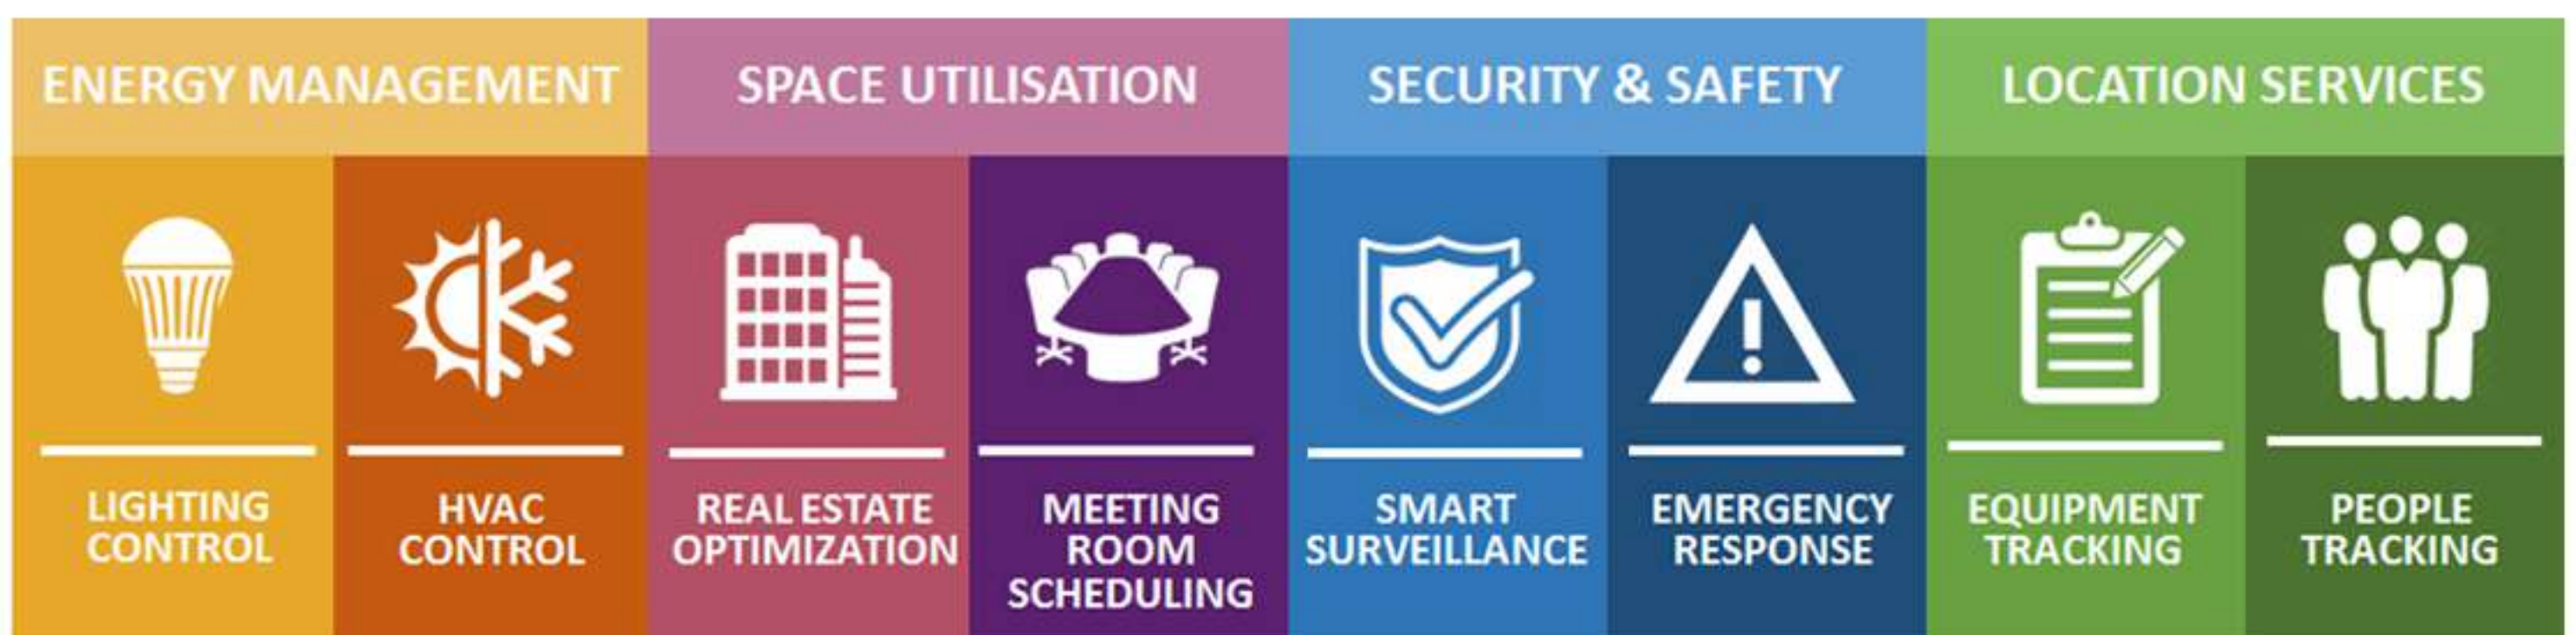 ENERGY MANAGEMENT
SPACE UTILISATION
SECURITY & SAFETY
LOCATION SERVICES
LIGHTING
CONTROL
HVAC
CONTROL
REAL ESTATE
OPTIMIZATION
MEETING
ROOM
SCHEDULING
SMART
SURVEILLANCE
EMERGENCY
RESPONSE
EQUIPMENT
TRACKING
PEOPLE
TRACKING